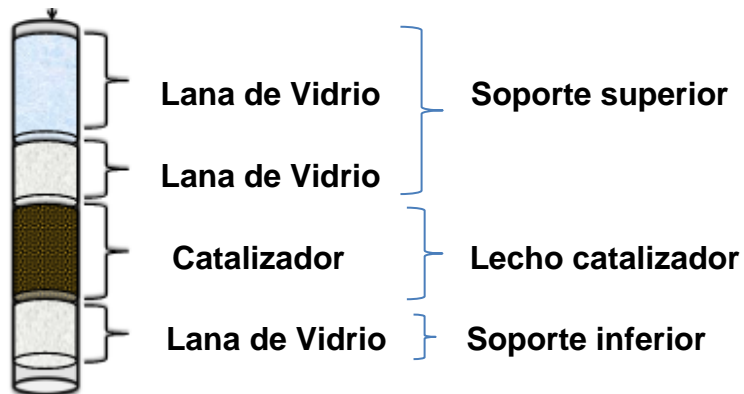 Lana de Vidrio
Soporte superior
Lana de Vidrio
Catalizador
Lecho catalizador
Lana de Vidrio
Soporte inferior